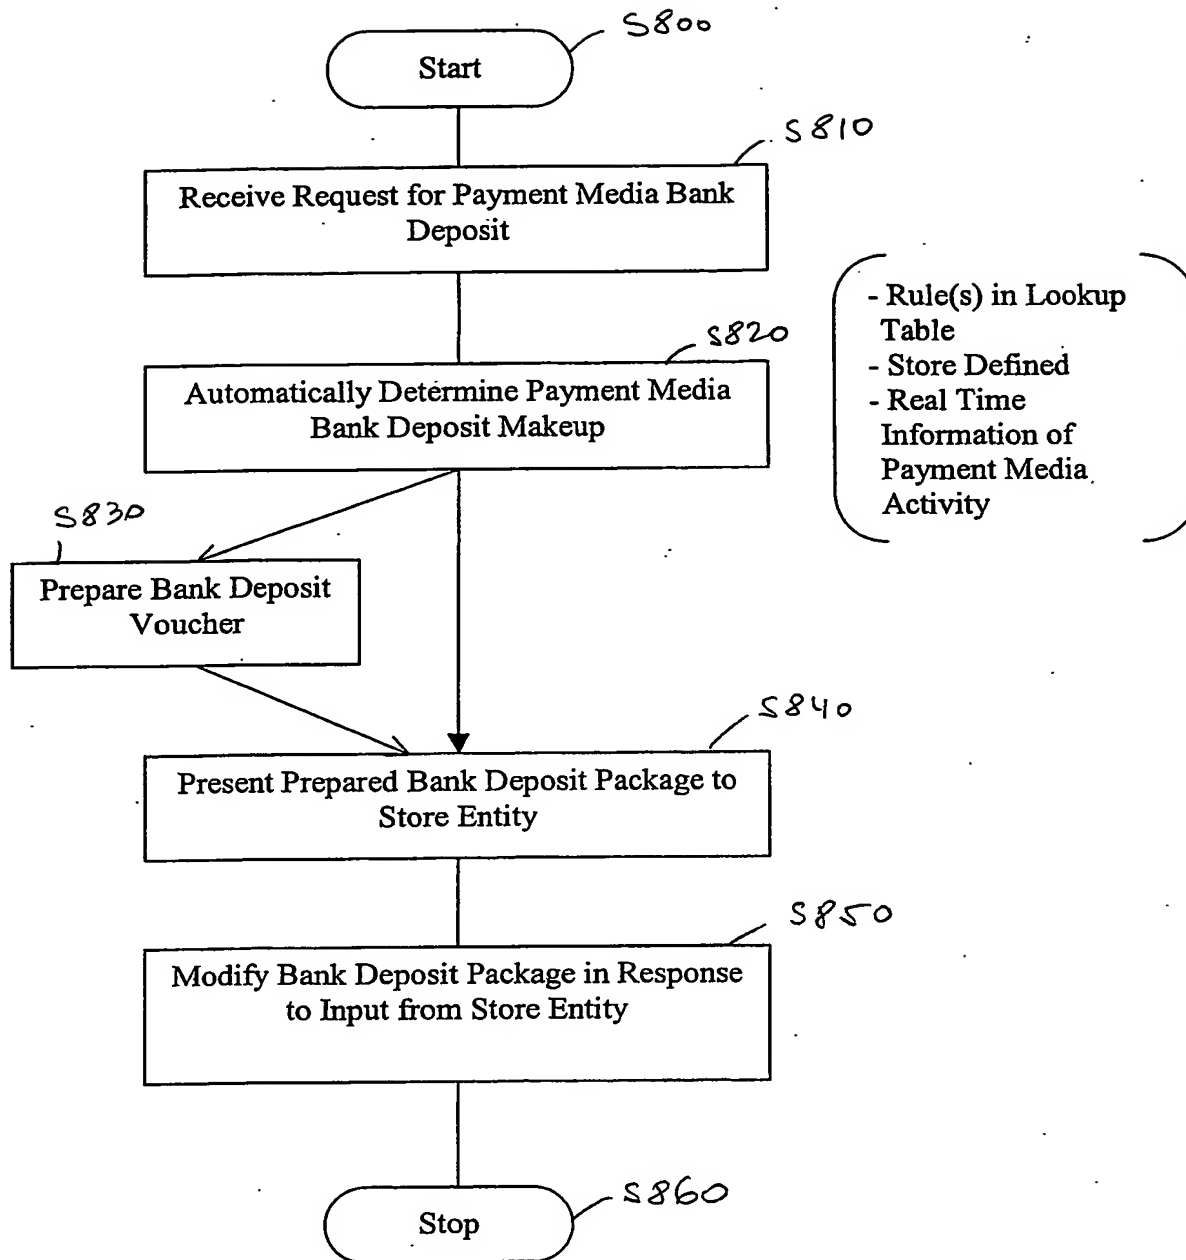 S800
Start
S810
Receive Request for Payment Media Bank
Deposit
- Rule(s) in Lookup
Table
- Store Defined
- Real Time
Information of
Payment Media
Activity
S820
Automatically Determine Payment Media
Bank Deposit Makeup
S830
Prepare Bank Deposit
Voucher
S840
Present Prepared Bank Deposit Package to
Store Entity
S850
Modify Bank Deposit Package in Response
to Input from Store Entity
S860
Stop